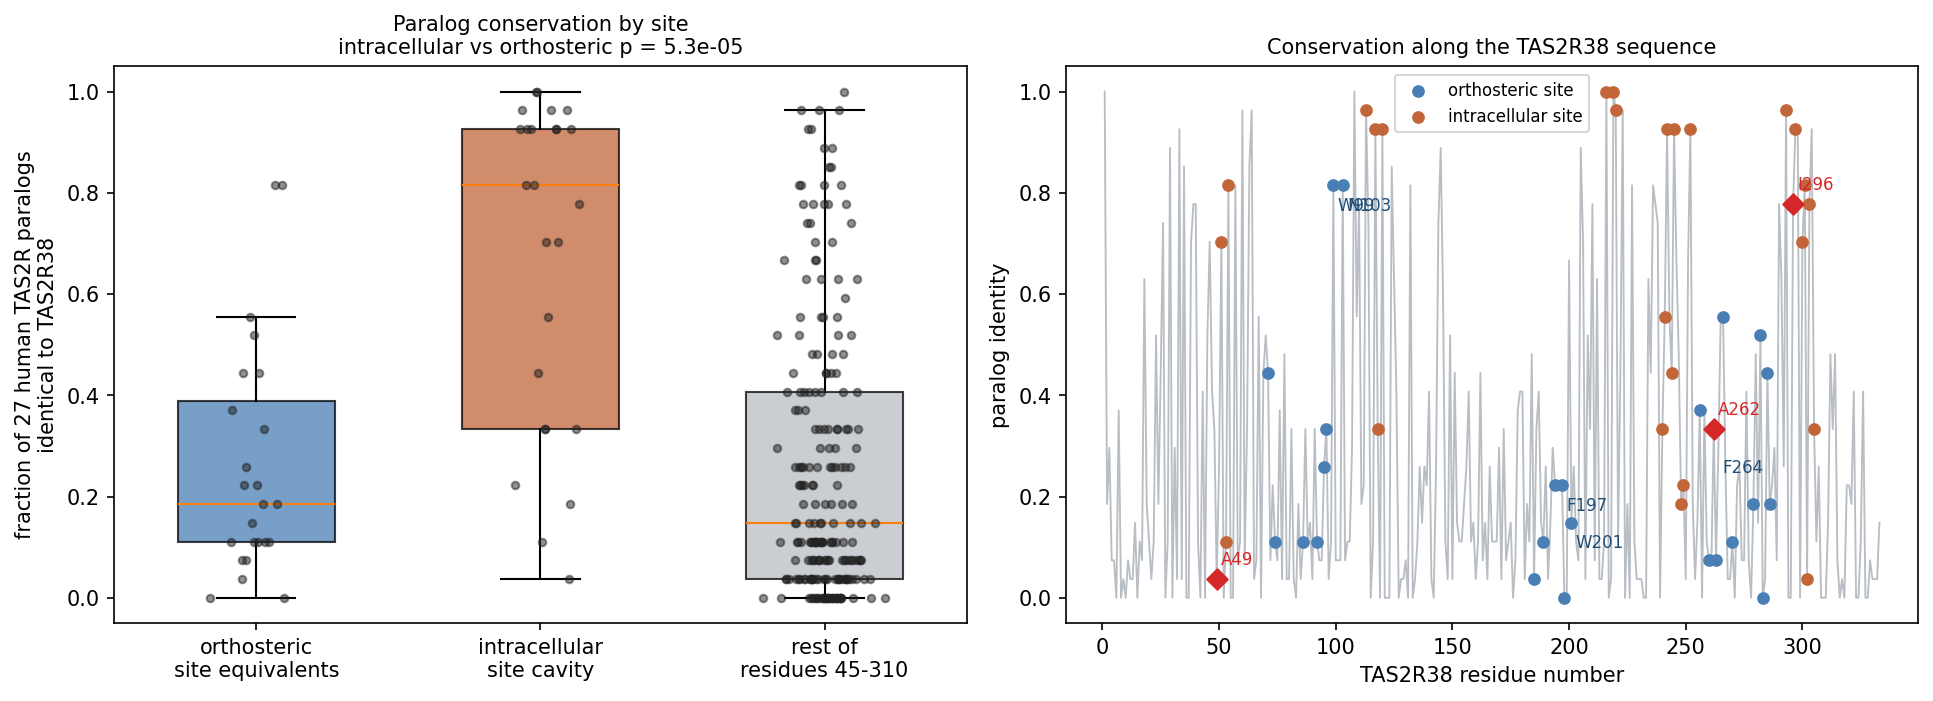 Paralog conservation by site
intracellular vs orthosteric p = 5.3e-05
fraction of 27 human TAS2R paralogs
identical to TAS2R38
1.0
0.8
0.6
0.4
0.2
0.0
orthosteric
site equivalents
intracellular
site cavity
rest of
residues 45-310
Conservation along the TAS2R38 sequence
paralog identity
1.0
0.8
0.6
0.4
0.2
0.0
orthosteric site
intracellular site
W99
N103
I296
A262
F264
F197
W201
A49
0
50
100
150
200
250
300
TAS2R38 residue number